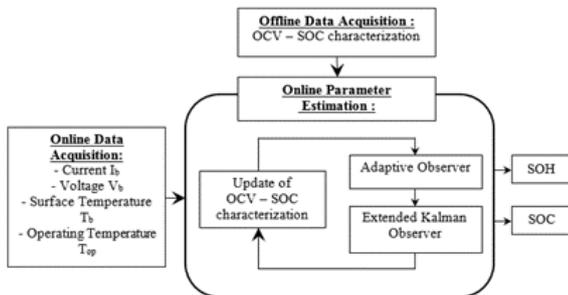 Offline Data Acquisition :
OCV – SOC characterization
Online Parameter
Estimation :
Online Data
Acquisition:
- Current Ib
- Voltage Vb
- Surface Temperature
Tb
- Operating Temperature
Top
Update of
OCV – SOC
characterization
Adaptive Observer
Extended Kalman
Observer
SOH
SOC